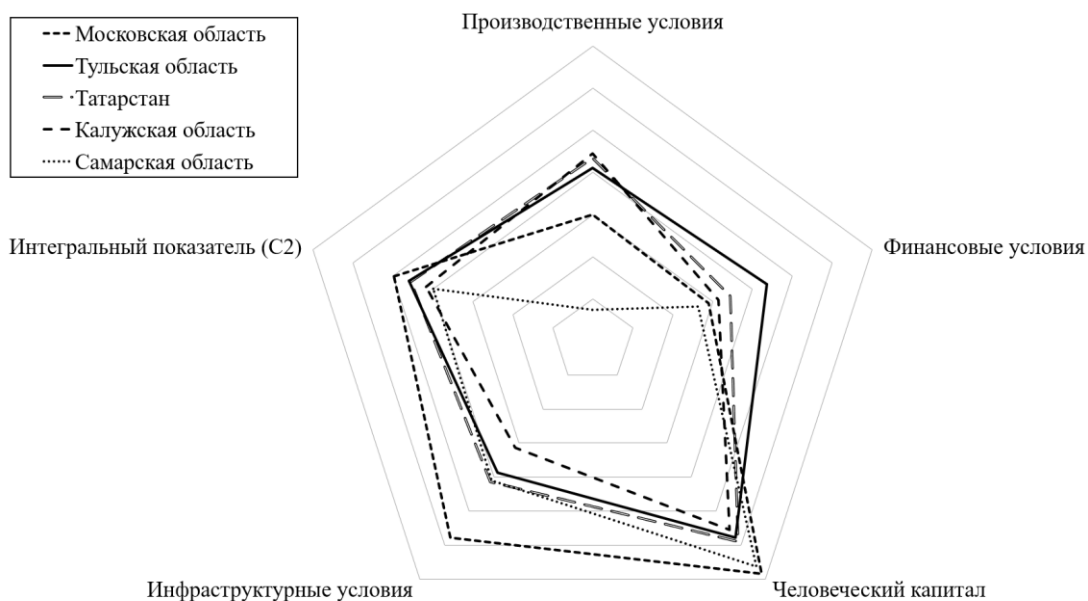 Производственные условия
Московская область
Тульская область
Татарстан
Калужская область
Самарская область
Интегральный показатель (С2)
Финансовые условия
Инфраструктурные условия
Человеческий капитал